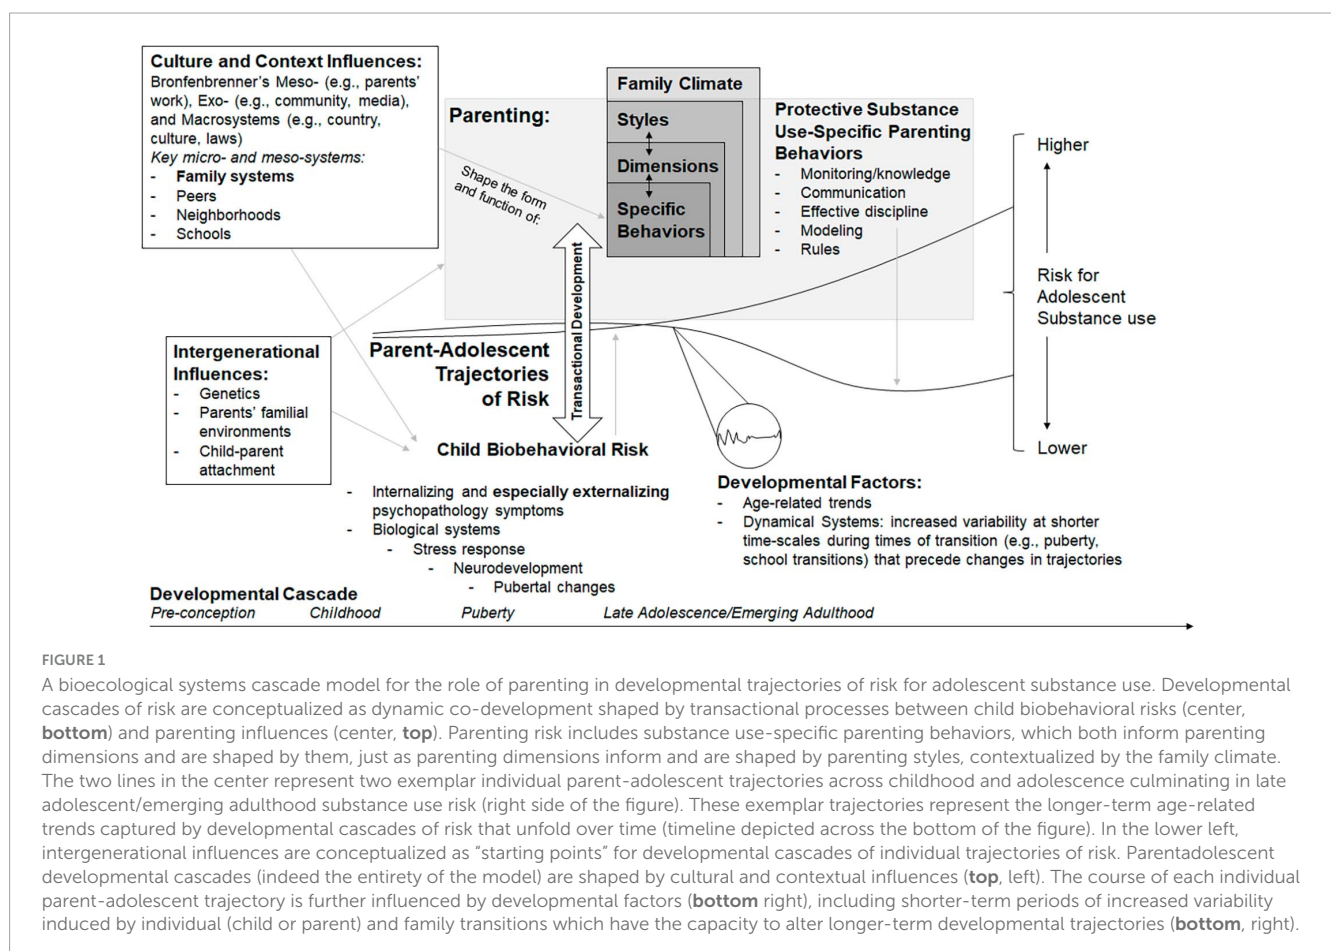 Culture and Context Influences:
Bronfenbrenner's Meso- (e.g., parents'
work), Exo- (e.g., community, media),
and Macrosystems (e.g., country,
culture, laws)
Key micro- and meso-systems:
- Family systems
- Peers
- Neighborhoods
- Schools
Parenting:
Shape the form
and function of:
Family Climate
Styles
Dimensions
Specific
Behaviors
Protective Substance
Use-Specific Parenting
Behaviors
- Monitoring/knowledge
- Communication
- Effective discipline
- Modeling
- Rules
Higher
Risk for
Adolescent
Substance use
Lower
Intergenerational
Influences:
- Genetics
- Parents' familial
environments
- Child-parent
attachment
Parent-Adolescent
Trajectories
of Risk
Transactional Development
Child Biobehavioral Risk
- Internalizing and especially externalizing
psychopathology symptoms
- Biological systems
- Stress response
- Neurodevelopment
- Pubertal changes
Developmental Factors:
- Age-related trends
- Dynamical Systems: increased variability at shorter
time-scales during times of transition (e.g., puberty,
school transitions) that precede changes in trajectories
Developmental Cascade
Pre-conception Childhood Puberty Late Adolescence/Emerging Adulthood
FIGURE 1
A bioecological systems cascade model for the role of parenting in developmental trajectories of risk for adolescent substance use. Developmental
cascades of risk are conceptualized as dynamic co-development shaped by transactional processes between child biobehavioral risks (center,
bottom) and parenting influences (center, top). Parenting risk includes substance use-specific parenting behaviors, which both inform parenting
dimensions and are shaped by them, just as parenting dimensions inform and are shaped by parenting styles, contextualized by the family climate.
The two lines in the center represent two exemplar individual parent-adolescent trajectories across childhood and adolescence culminating in late
adolescent/emerging adulthood substance use risk (right side of the figure). These exemplar trajectories represent the longer-term age-related
trends captured by developmental cascades of risk that unfold over time (timeline depicted across the bottom of the figure). In the lower left,
intergenerational influences are conceptualized as "starting points" for developmental cascades of individual trajectories of risk. Parentadolescent
developmental cascades (indeed the entirety of the model) are shaped by cultural and contextual influences (top, left). The course of each individual
parent-adolescent trajectory is further influenced by developmental factors (bottom right), including shorter-term periods of increased variability
induced by individual (child or parent) and family transitions which have the capacity to alter longer-term developmental trajectories (bottom, right).